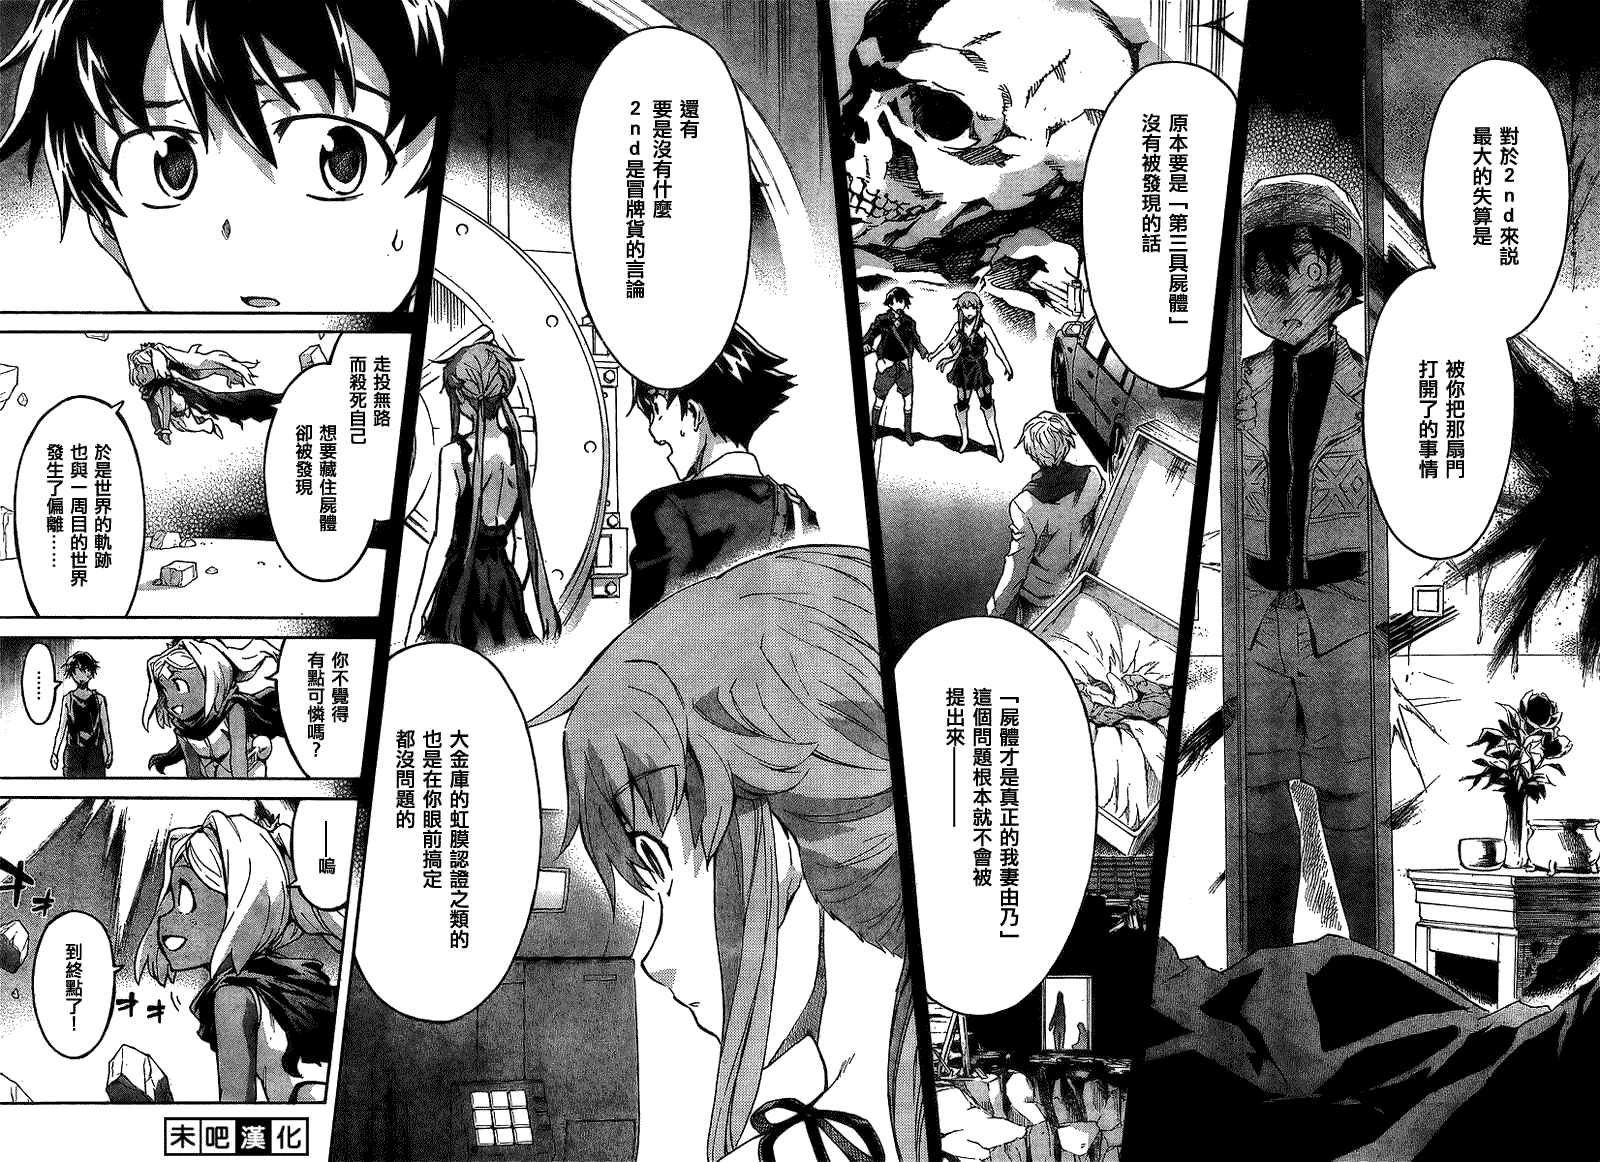 對於2nd來說
最大的失算是
被你把那扇門
打開了的事情
原本要是「第三具屍體」
沒有被發現的話
「屍體才是真正的我妻由乃」
這個問題根本就不會被
提出來——
還有
要是沒有什麼
2nd是冒牌貨的言論
大金庫的虹膜認證之類的
也是在你眼前搞定
都沒問題的
走投無路
而殺死自己
想要藏住屍體
卻被發現
於是世界的軌跡
也與一周目的世界
發生了偏離……
你不覺得
有點可憐嗎？
……
——嗚
到終點了！
オオ
オオ
未吧漢化